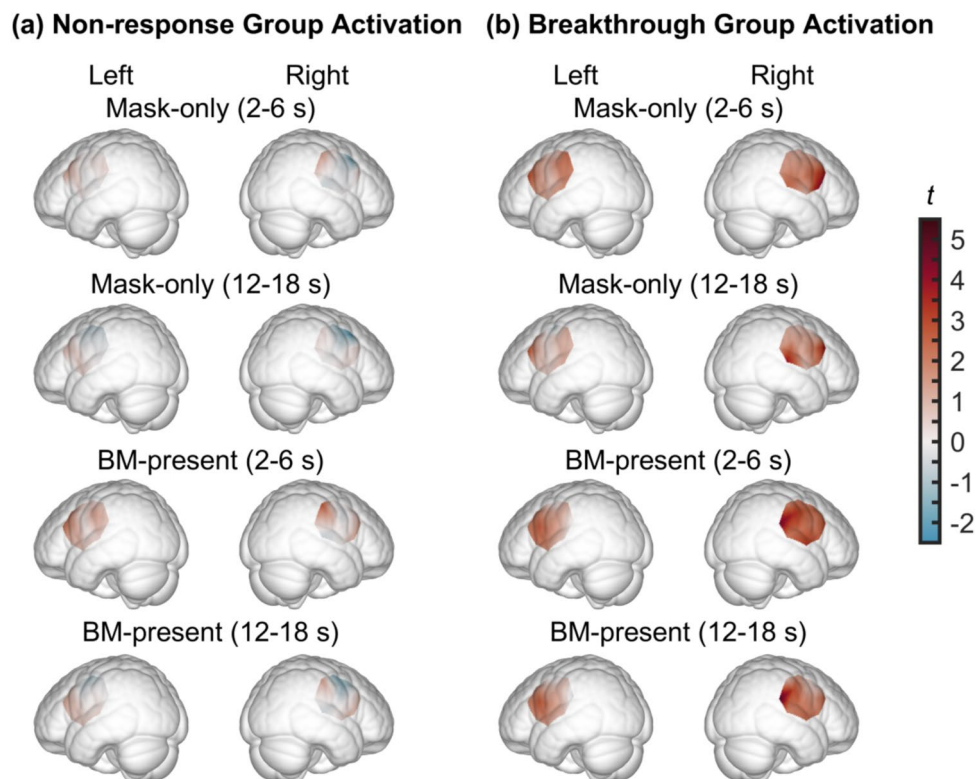 (a) Non-response Group Activation (b) Breakthrough Group Activation
Left Right Left Right
Mask-only (2-6 s) Mask-only (2-6 s)
Mask-only (12-18 s) Mask-only (12-18 s)
BM-present (2-6 s) BM-present (2-6 s)
BM-present (12-18 s) BM-present (12-18 s)
t
5
4
3
2
1
0
-1
-2